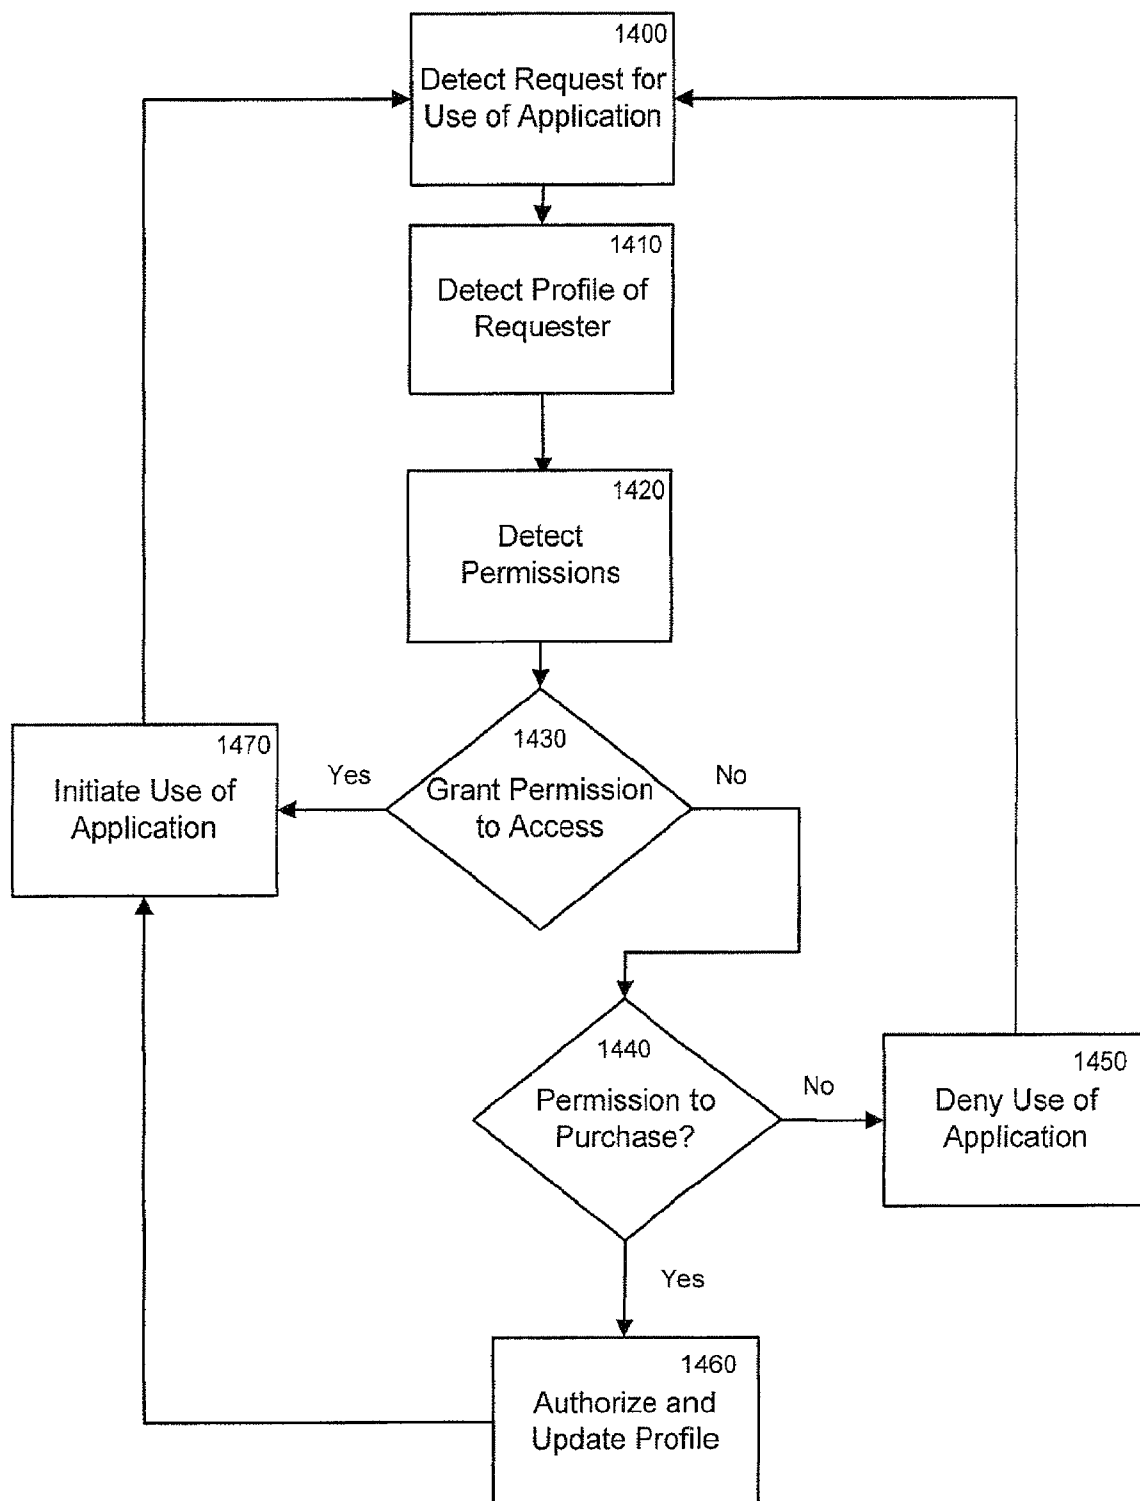 1400
Detect Request for
Use of Application
1410
Detect Profile of
Requester
1420
Detect
Permissions
1430
Grant Permission
to Access
Yes
No
1470
Initiate Use of
Application
1440
Permission to
Purchase?
No
Yes
1450
Deny Use of
Application
1460
Authorize and
Update Profile